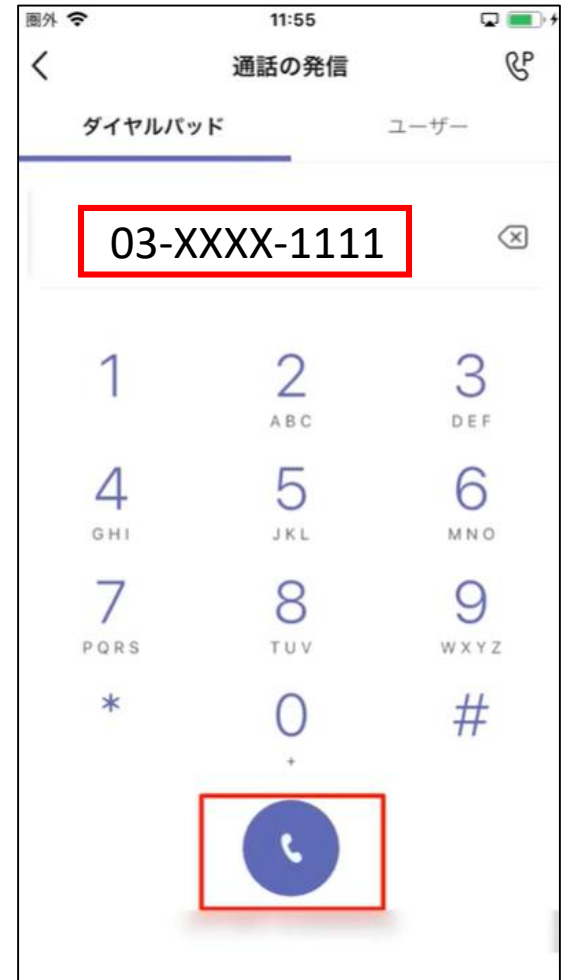 圏外 11:55
通話の発信
ダイヤルパッド ユーザー
03-XXXX-1111
1 2 3
ABC DEF
4 5 6
GHI JKL MNO
7 8 9
PQRS TUV WXYZ
* 0 #
+